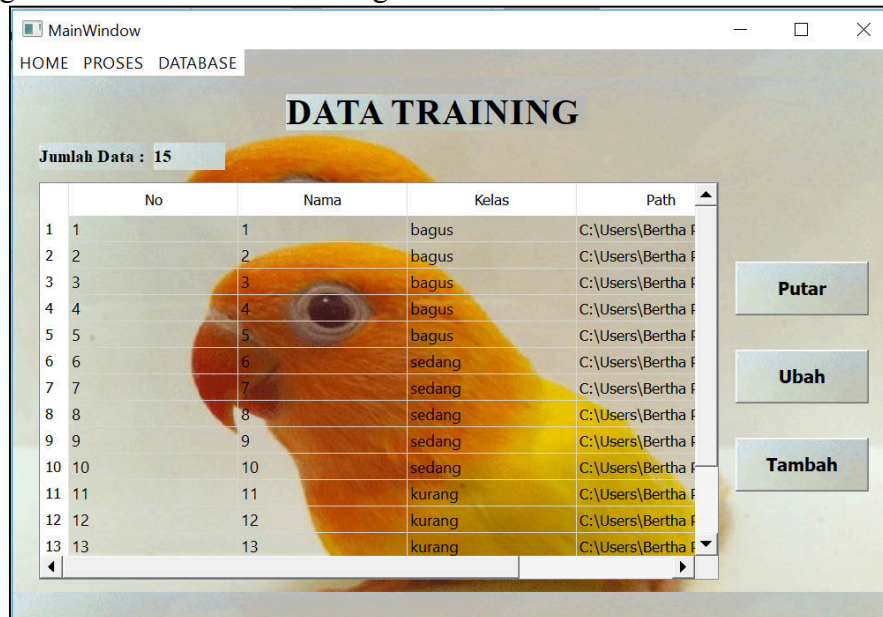 MainWindow
HOME PROSES DATABASE
DATA TRAINING
Jumlah Data : 15
No Nama Kelas Path
1 1 1 bagus C:\Users\Bertha
2 2 2 bagus C:\Users\Bertha
3 3 3 bagus C:\Users\Bertha
Putar
4 4 4 bagus C:\Users\Bertha
5 5 5 bagus C:\Users\Bertha
6 6 6 sedang C:\Users\Bertha
7 7 7 sedang C:\Users\Bertha
Ubah
8 8 8 sedang C:\Users\Bertha
9 9 9 sedang C:\Users\Bertha
10 10 10 sedang C:\Users\Bertha
Tambah
11 11 11 kurang C:\Users\Bertha
12 12 12 kurang C:\Users\Bertha
13 13 13 kurang C:\Users\Bertha